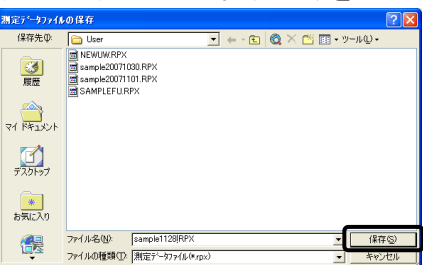 測定ﾃﾞｰﾀﾌｧｲﾙの保存
保存先(I): User ツール(L)
NEWUW.RPX
sample20071030.RPX
sample20071101.RPX
SAMPLEFU.RPX
履歴
マイ ドキュメント
デスクトップ
お気に入り
ファイル名(N): sample1128|RPX 保存(S)
ファイルの種類(T): 測定ﾃﾞｰﾀﾌｧｲﾙ(*.rpx) キャンセル